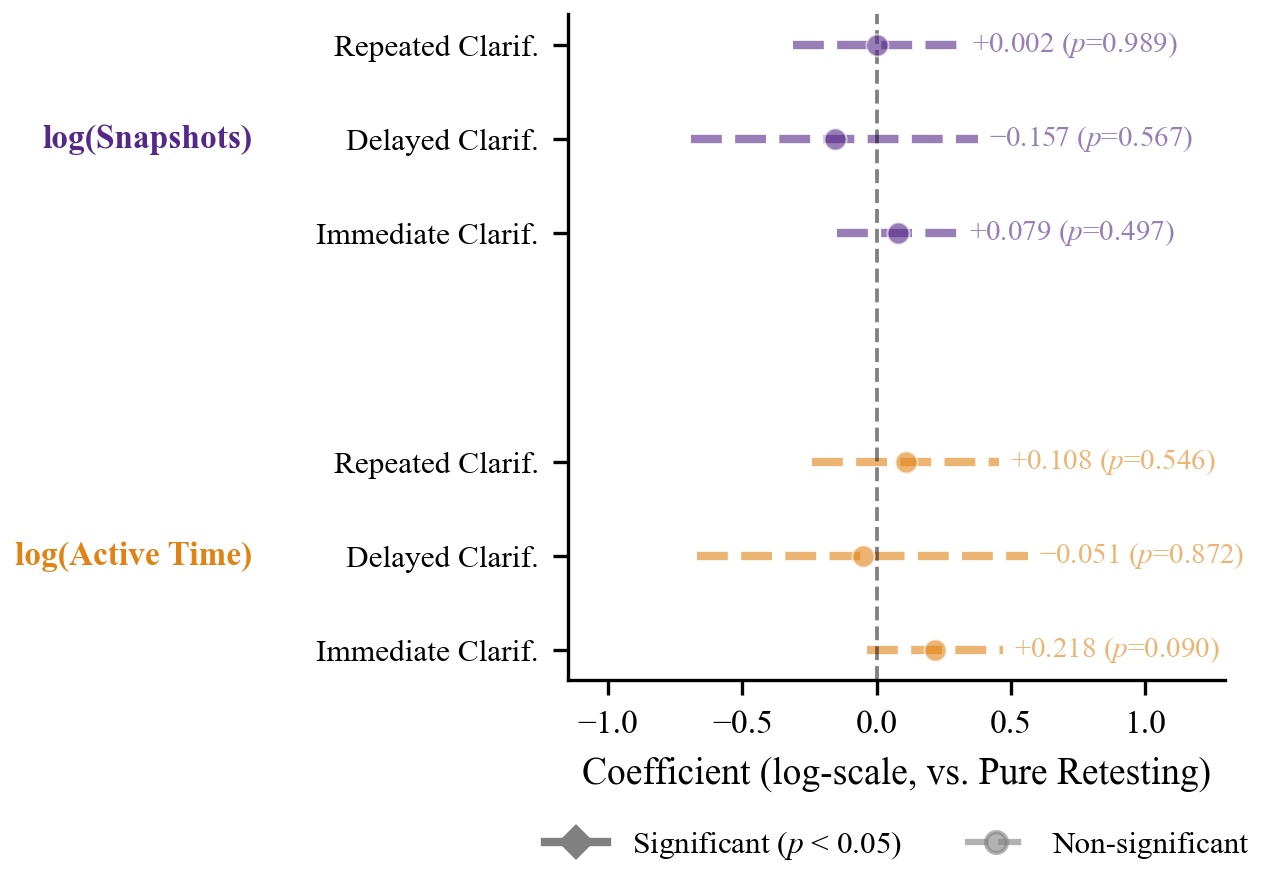 Repeated Clarif.
+0.002 (p=0.989)
log(Snapshots)
Delayed Clarif.
−0.157 (p=0.567)
Immediate Clarif.
+0.079 (p=0.497)
Repeated Clarif.
+0.108 (p=0.546)
log(Active Time)
Delayed Clarif.
−0.051 (p=0.872)
Immediate Clarif.
+0.218 (p=0.090)
−1.0 −0.5 0.0 0.5 1.0
Coefficient (log-scale, vs. Pure Retesting)
Significant (p < 0.05)
Non-significant